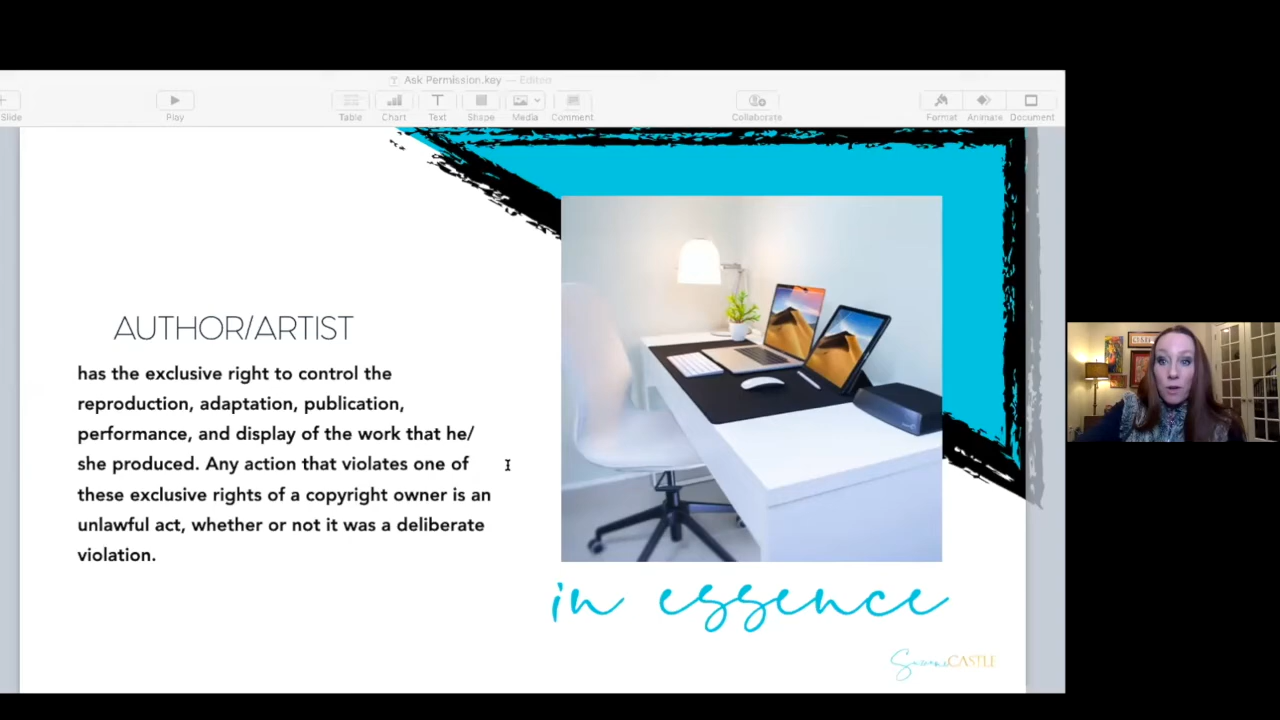 Ask Permission.key — Edited
Slide
Play
Table
Chart
Text
Shape
Media
Comment
Collaborate
Format
Animate
Document
AUTHOR/ARTIST
has the exclusive right to control the
reproduction, adaptation, publication,
performance, and display of the work that he/
she produced. Any action that violates one of
these exclusive rights of a copyright owner is an
unlawful act, whether or not it was a deliberate
violation.
in essence
CASTLE